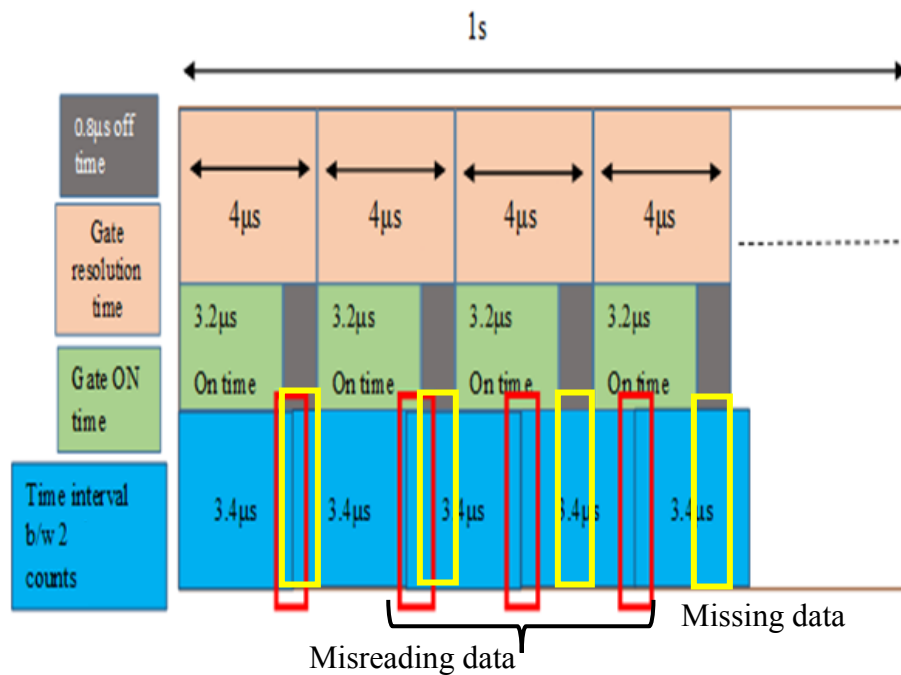 1s
0.8µs off
time
4µs
4µs
4µs
4µs
Gate
resolution
time
3.2µs
On time
3.2µs
On time
3.2µs
On time
3.2µs
On time
Gate ON
time
Time interval
b/w 2
counts
3.4µs
3.4µs
3.4µs
3.4µs
3.4µs
Missing data
Misreading data